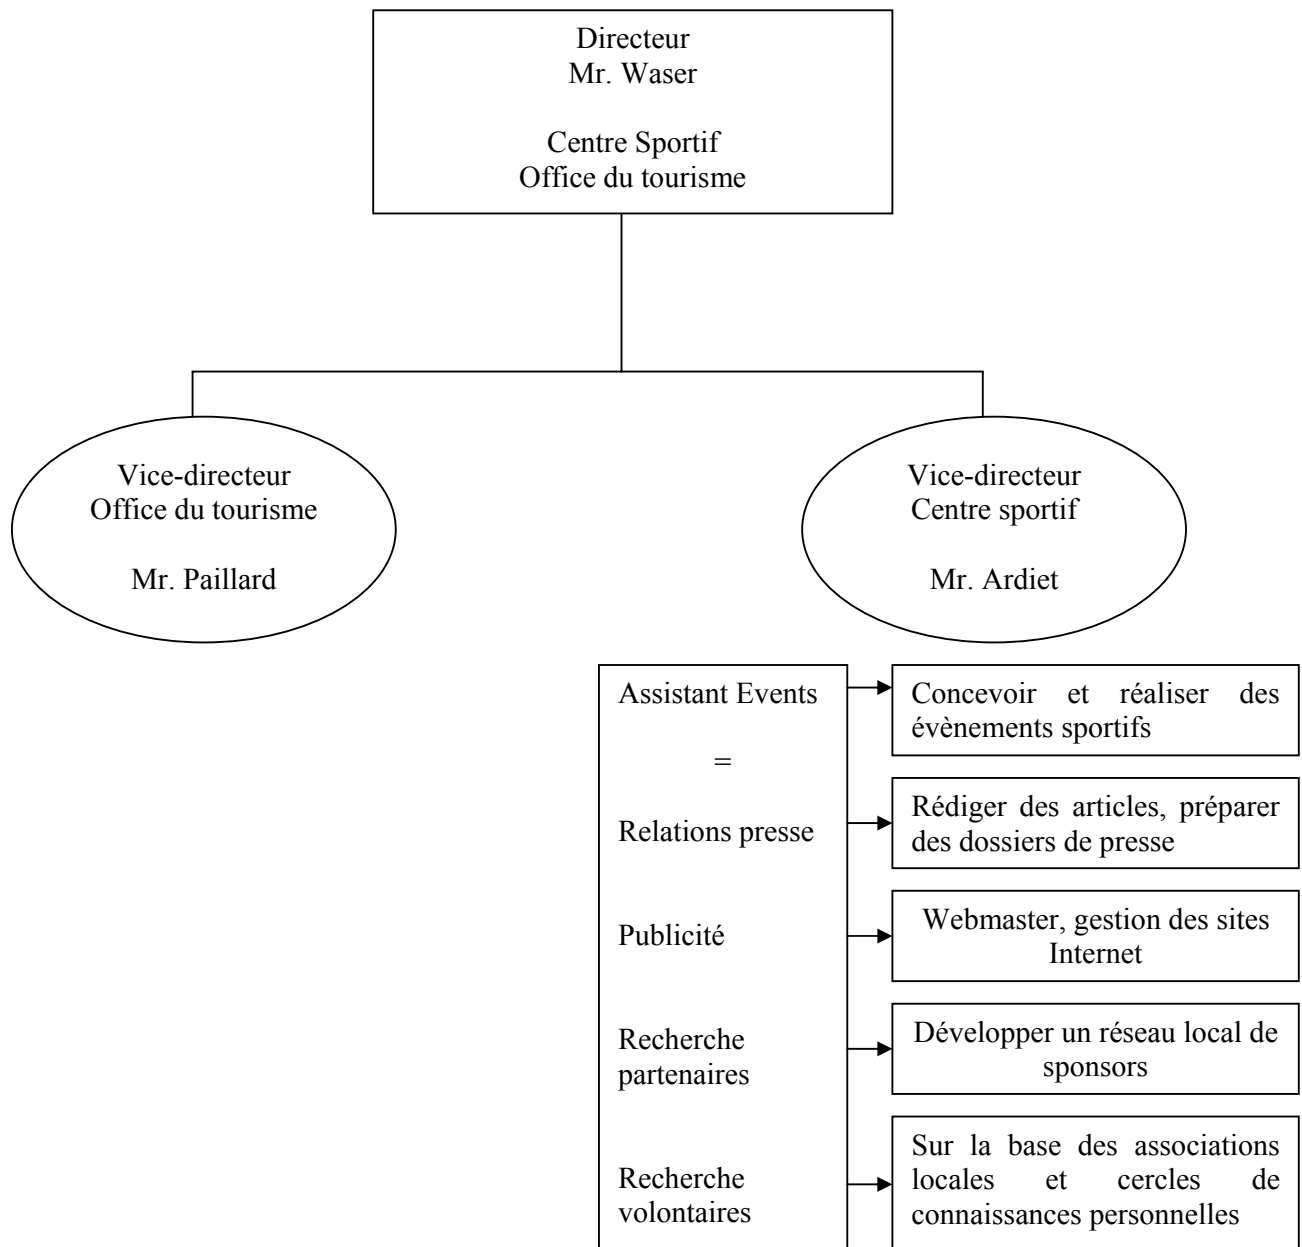 Directeur
Mr. Waser
Centre Sportif
Office du tourisme
Vice-directeur
Office du tourisme
Mr. Paillard
Vice-directeur
Centre sportif
Mr. Ardiet
Assistant Events
=
Relations presse
Publicité
Recherche
partenaires
Recherche
volontaires
Concevoir et réaliser des
évènements sportifs
Rédiger des articles, préparer
des dossiers de presse
Webmaster, gestion des sites
Internet
Développer un réseau local de
sponsors
Sur la base des associations
locales et cercles de
connaissances personnelles